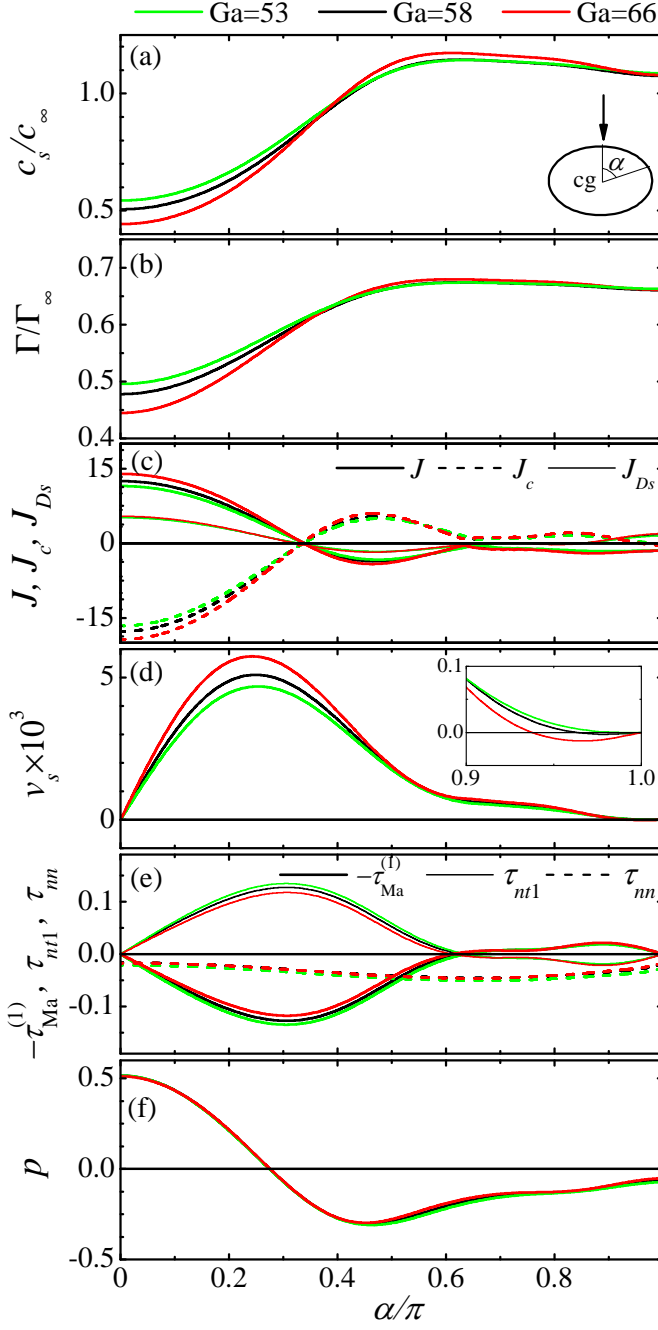 Ga=53 Ga=58 Ga=66
(a)
c_s/c_∞
1.0
0.5
α
cg
(b)
Γ/Γ_∞
0.7
0.6
0.5
0.4
(c)
J J_c J_Ds
J, J_c, J_Ds
15
0
-15
(d)
v_s×10^3
5
0
0.1
0.0
0.9 1.0
(e)
-τ_Ma^(1) τ_nt1 τ_nn
-τ_Ma^(1), τ_nt1, τ_nn
0.1
0.0
-0.1
(f)
p
0.5
0.0
-0.5
0 0.2 0.4 0.6 0.8 1
α/π